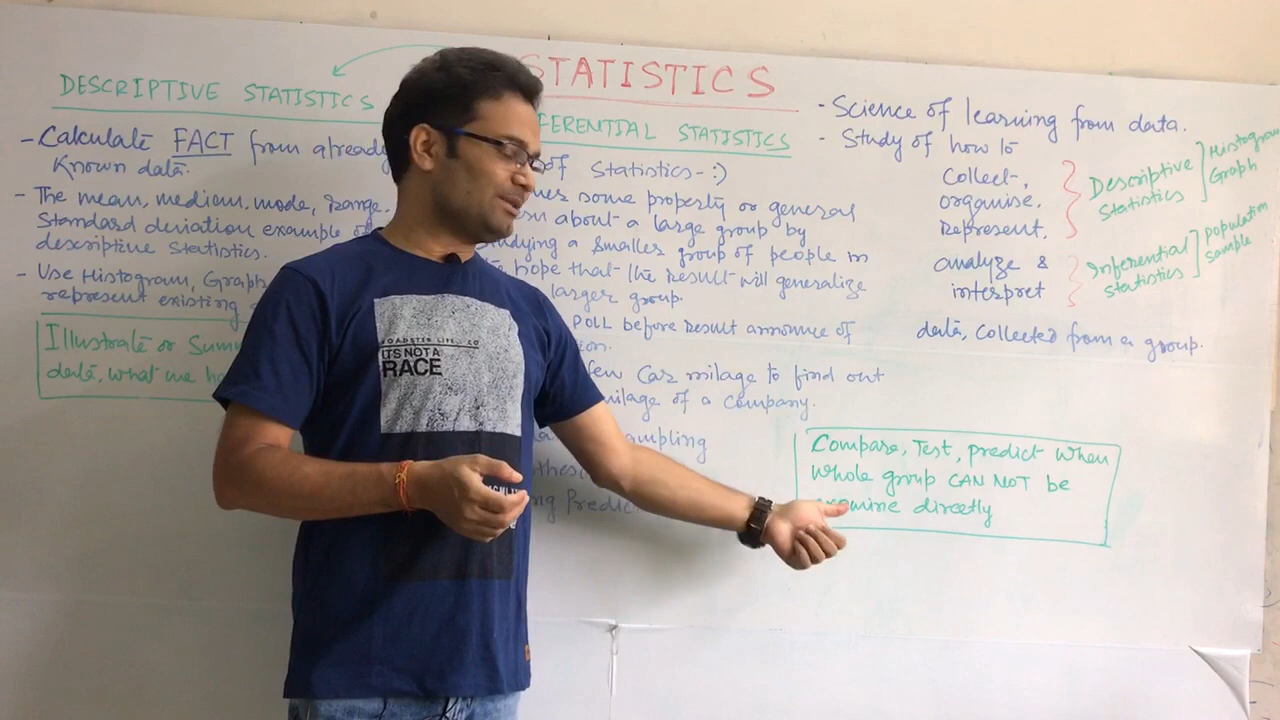 STATISTICS
DESCRIPTIVE STATISTICS
- Calculate FACT from already
Known data.
- The mean, medium, mode, Range,
Standard deviation example of
descriptive Statistics.
- Use Histogram, Graphs
represent existing
Illustrate or Summ
data, what we ha
FERENTIAL STATISTICS
of Statistics- :)
some property or general
about a large group by
studying a smaller group of people in
hope that the Result will generalize
larger group.
POLL before result announce of
few Car milage to find out
milage of a Company.
ampling
Predic
- Science of learning from data.
- Study of how to
Collect,
organise,
Represent,
analyze &
interpret
data, Collected from a group.
Descriptive
Statistics
Histogram
Graph
Inferential
Statistics
Population
Sample
Compare, Test, predict when
whole group CAN NOT be
examine directly
ROADSTER LIFE. CO
ITS NOT A
RACE